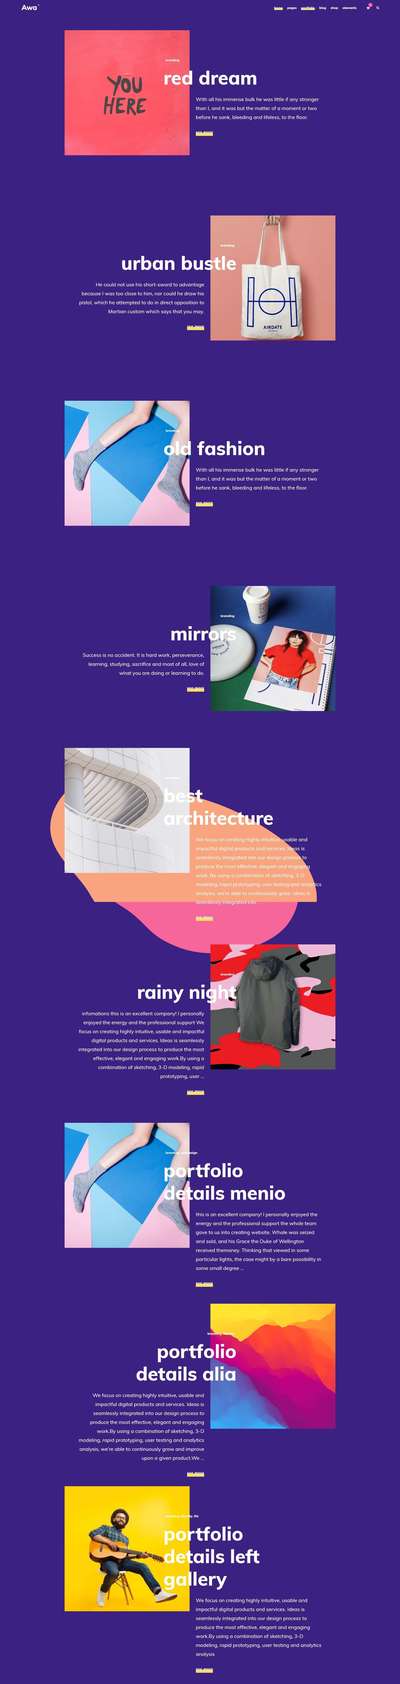 Awa
home pages portfolio blog shop elements
branding
YOU
HERE
red dream
With all his immense bulk he was little if any stronger
than I, and it was but the matter of a moment or two
before he sank, bleeding and lifeless, to the floor.
branding
urban bustle
He could not use his short-sword to advantage
because I was too close to him, nor could he draw his
pistol, which he attempted to do in direct opposition to
Martian custom which says that you may.
AIRDATE
old fashion
With all his immense bulk he was little if any stronger
than I, and it was but the matter of a moment or two
before he sank, bleeding and lifeless, to the floor.
branding
mirrors
Success is no accident. It is hard work, perseverance,
learning, studying, sacrifice and most of all, love of
what you are doing or learning to do.
best
architecture
We focus on creating highly intuitive, usable and
impactful digital products and services. Ideas is
seamlessly integrated into our design process to
produce the most effective, elegant and engaging
work. By using a combination of sketching, 3-D
modeling, rapid prototyping, user testing and analytics
analysis, we're able to continuously grow Ideas is
seamlessly integrated into
branding
rainy night
infomations this is an excellent company! I personally
enjoyed the energy and the professional support We
focus on creating highly intuitive, usable and impactful
digital products and services. Ideas is seamlessly
integrated into our design process to produce the most
effective, elegant and engaging work.By using a
combination of sketching, 3-D modeling, rapid
prototyping, user ...
portfolio
details menio
this is an excellent company! I personally enjoyed the
energy and the professional support the whole team
gave to us into creating website. Whale was seized
and sold, and his Grace the Duke of Wellington
received themoney. Thinking that viewed in some
particular lights, the case might by a bare possibility in
some small degree ...
portfolio
details alia
We focus on creating highly intuitive, usable and
impactful digital products and services. Ideas is
seamlessly integrated into our design process to
produce the most effective, elegant and engaging
work.By using a combination of sketching, 3-D
modeling, rapid prototyping, user testing and analytics
analysis, we're able to continuously grow and improve
upon a given product.We ...
portfolio
details left
gallery
We focus on creating highly intuitive, usable and
impactful digital products and services. Ideas is
seamlessly integrated into our design process to
produce the most effective, elegant and engaging
work.By using a combination of sketching, 3-D
modeling, rapid prototyping, user testing and analytics
analysis